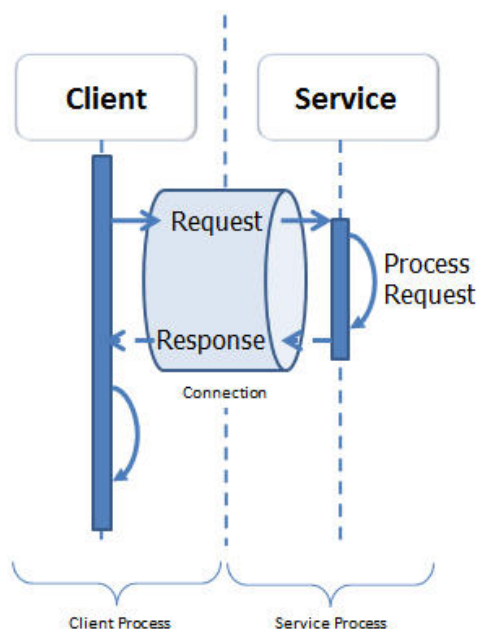 Client
Service
Request
Process
Request
Response
Connection
Client Process
Service Process